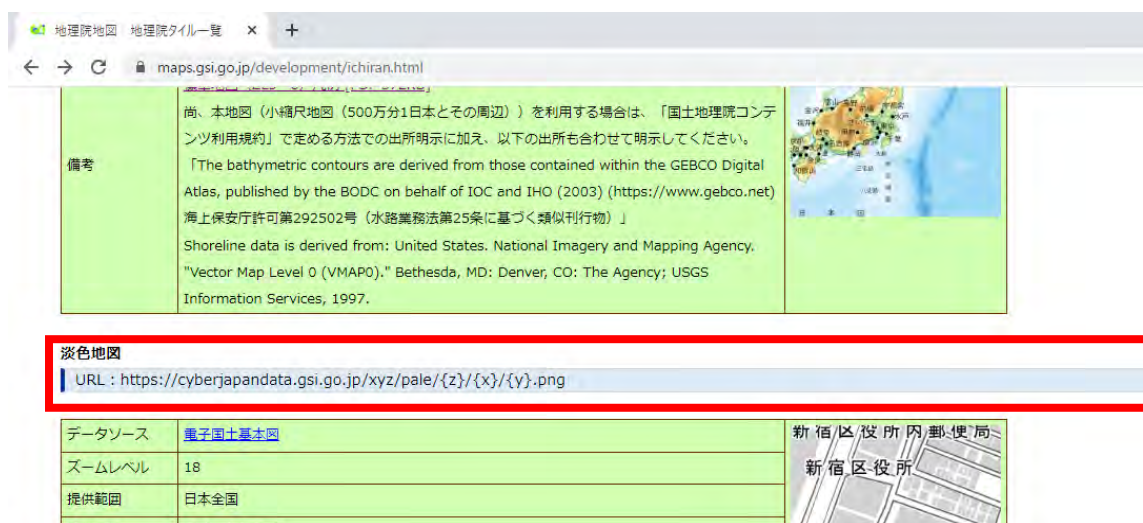 地理院地図 | 地理院タイル一覧
maps.gsi.go.jp/development/ichiran.html
備考
尚、本地図(小縮尺地図(500万分1日本とその周辺))を利用する場合は、「国土地理院コンテ
ンツ利用規約」で定める方法での出所明示に加え、以下の出所も合わせて明示してください。
「The bathymetric contours are derived from those contained within the GEBCO Digital
Atlas, published by the BODC on behalf of IOC and IHO (2003) (https://www.gebco.net)
海上保安庁許可第292502号(水路業務法第25条に基づく類似刊行物)」
Shoreline data is derived from: United States. National Imagery and Mapping Agency.
"Vector Map Level 0 (VMAP0)." Bethesda, MD: Denver, CO: The Agency; USGS
Information Services, 1997.
淡色地図
URL:https://cyberjapandata.gsi.go.jp/xyz/pale/{z}/{x}/{y}.png
データソース 電子国土基本図
ズームレベル 18
提供範囲 日本全国
新宿区役所内郵便局
新宿区役所